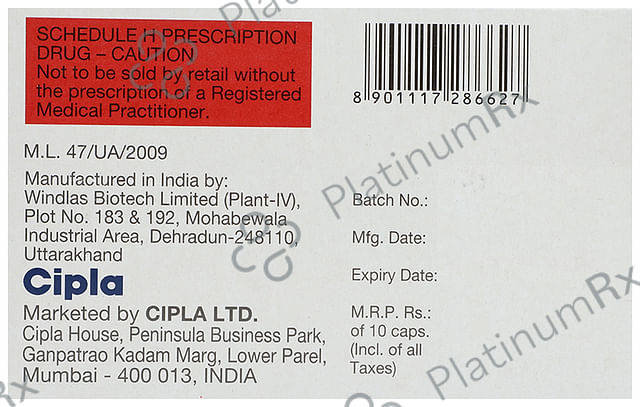 SCHEDULE H PRESCRIPTION
DRUG – CAUTION
Not to be sold by retail without
the prescription of a Registered
Medical Practitioner.
8 901117 286627
M.L. 47/UA/2009
Manufactured in India by:
Windlas Biotech Limited (Plant-IV),
Plot No. 183 & 192, Mohabewala
Industrial Area, Dehradun-248110,
Uttarakhand
Cipla
Marketed by CIPLA LTD.
Cipla House, Peninsula Business Park,
Ganpatrao Kadam Marg, Lower Parel,
Mumbai - 400 013, INDIA
Batch No.:
Mfg. Date:
Expiry Date:
M.R.P. Rs.:
of 10 caps.
(Incl. of all
Taxes)
PlatinumRx
PlatinumRx
PlatinumRx
Rx